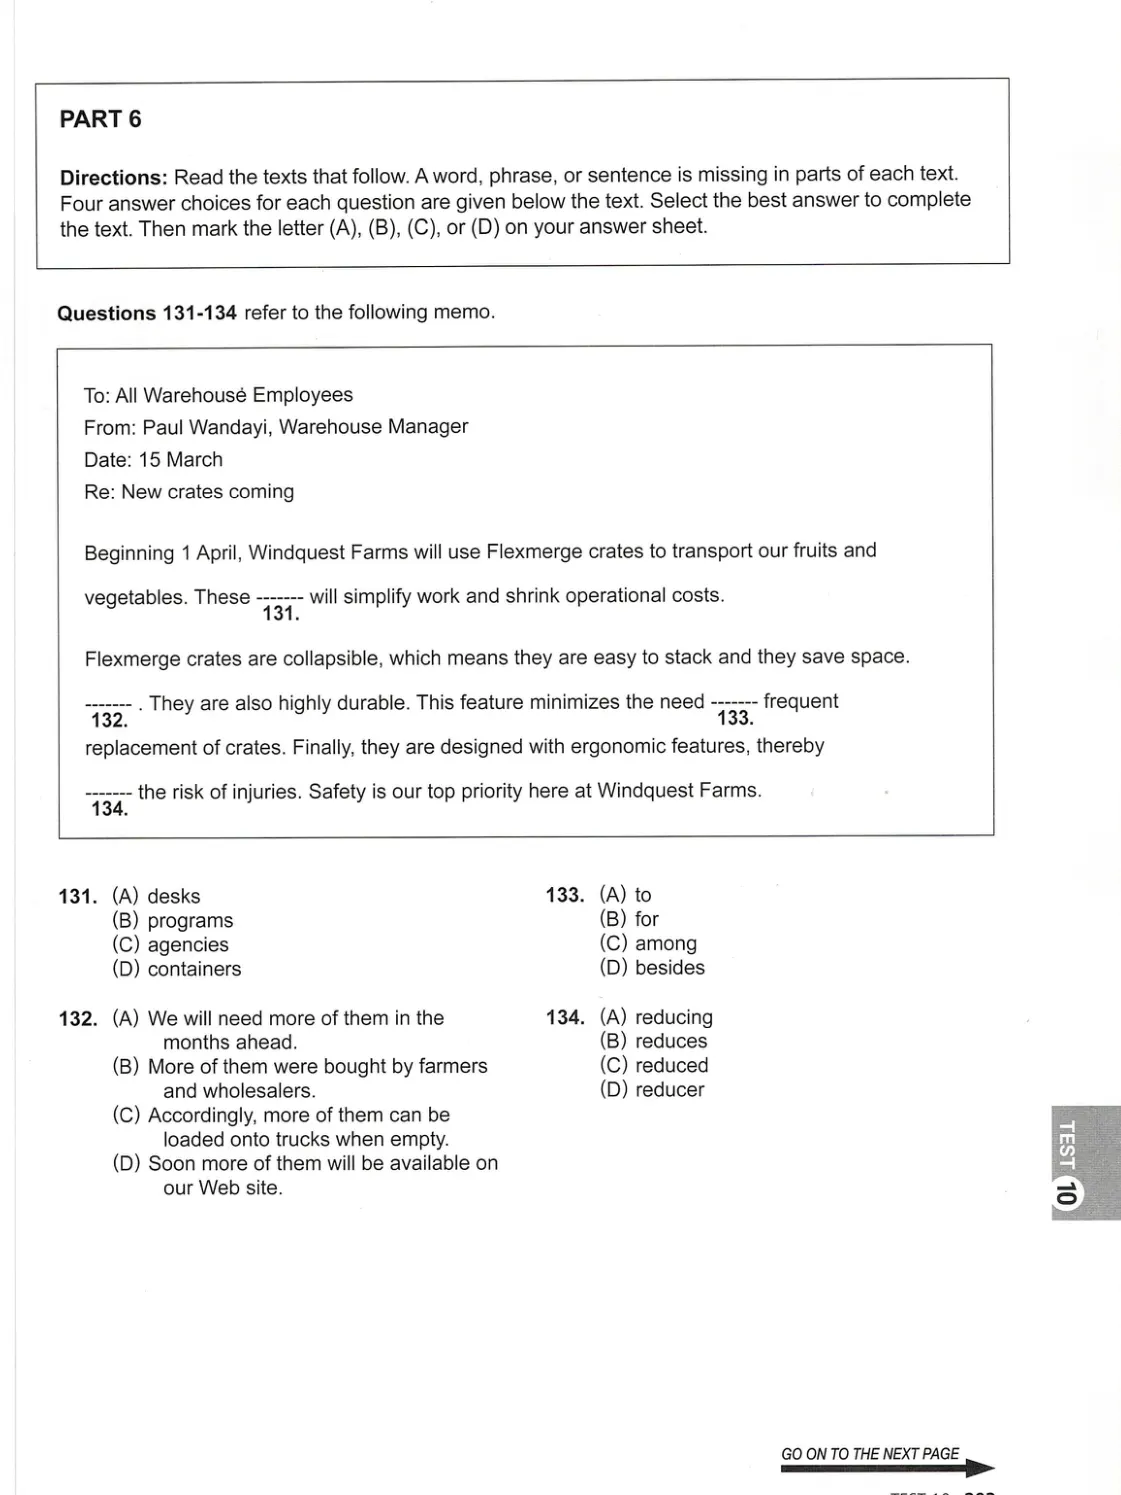 PART 6
Directions: Read the texts that follow. A word, phrase, or sentence is missing in parts of each text.
Four answer choices for each question are given below the text. Select the best answer to complete
the text. Then mark the letter (A), (B), (C), or (D) on your answer sheet.
Questions 131-134 refer to the following memo.
To: All Warehouse Employees
From: Paul Wandayi, Warehouse Manager
Date: 15 March
Re: New crates coming
Beginning 1 April, Windquest Farms will use Flexmerge crates to transport our fruits and
vegetables. These ------- will simplify work and shrink operational costs.
131.
Flexmerge crates are collapsible, which means they are easy to stack and they save space.
------- . They are also highly durable. This feature minimizes the need ------- frequent
132. 133.
replacement of crates. Finally, they are designed with ergonomic features, thereby
------- the risk of injuries. Safety is our top priority here at Windquest Farms.
134.
131. (A) desks
(B) programs
(C) agencies
(D) containers
132. (A) We will need more of them in the
months ahead.
(B) More of them were bought by farmers
and wholesalers.
(C) Accordingly, more of them can be
loaded onto trucks when empty.
(D) Soon more of them will be available on
our Web site.
133. (A) to
(B) for
(C) among
(D) besides
134. (A) reducing
(B) reduces
(C) reduced
(D) reducer
TEST 10
GO ON TO THE NEXT PAGE